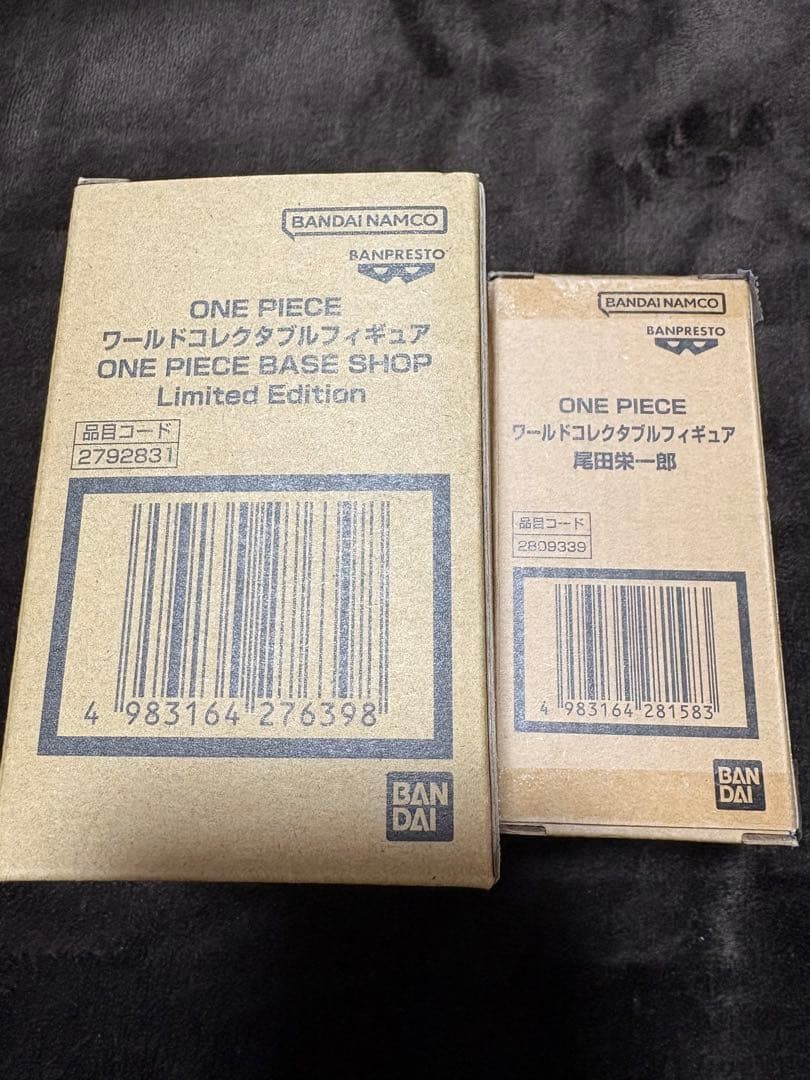 BANDAI NAMCO
BANPRESTO
ONE PIECE
ワールドコレクタブルフィギュア
ONE PIECE BASE SHOP
Limited Edition
品目コード
2792831
4 983164 276398
BAN
DAI
BANDAI NAMCO
BANPRESTO
ONE PIECE
ワールドコレクタブルフィギュア
尾田栄一郎
品目コード
2809339
4 983164 281583
BAN
DAI